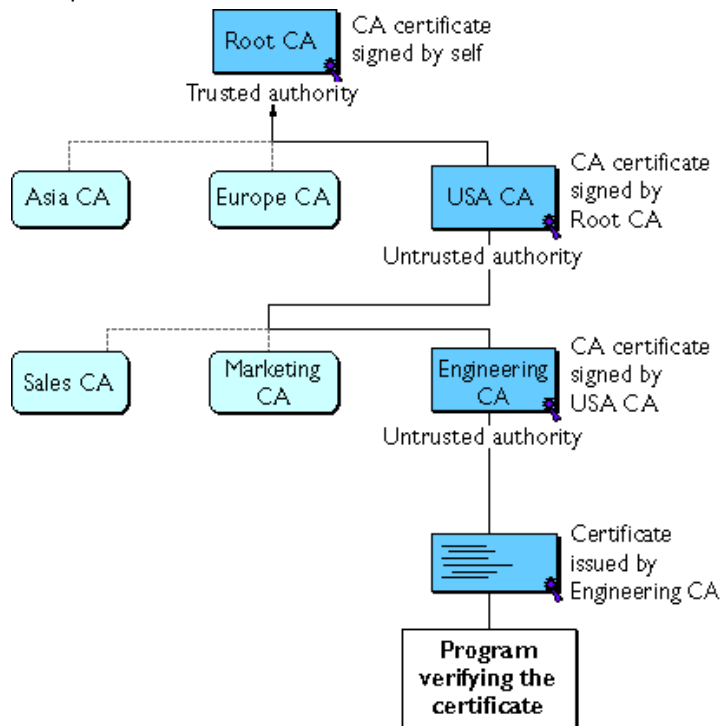 Root CA
CA certificate
signed by self
Trusted authority
Asia CA
Europe CA
USA CA
CA certificate
signed by
Root CA
Untrusted authority
Sales CA
Marketing
CA
Engineering
CA
CA certificate
signed by
USA CA
Untrusted authority
Certificate
issued by
Engineering CA
Program
verifying the
certificate